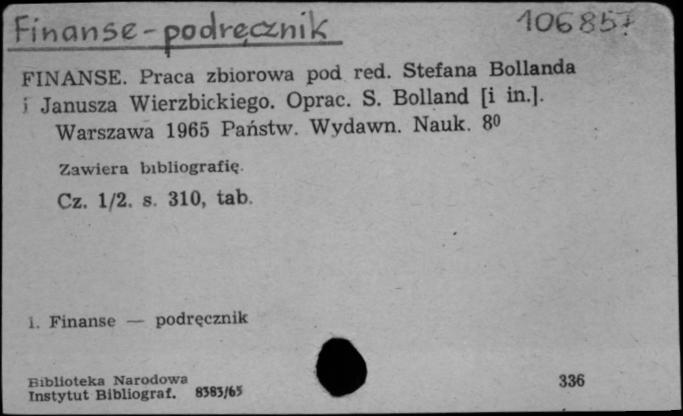 Finanse - podręcznik 106857
FINANSE. Praca zbiorowa pod red. Stefana Bollanda
i Janusza Wierzbickiego. Oprac. S. Bolland [i in.].
Warszawa 1965 Państw. Wydawn. Nauk. 8⁰
Zawiera bibliografię.
Cz. 1/2. s. 310, tab.
1. Finanse — podręcznik
Biblioteka Narodowa
Instytut Bibliograf. 8383/65
336